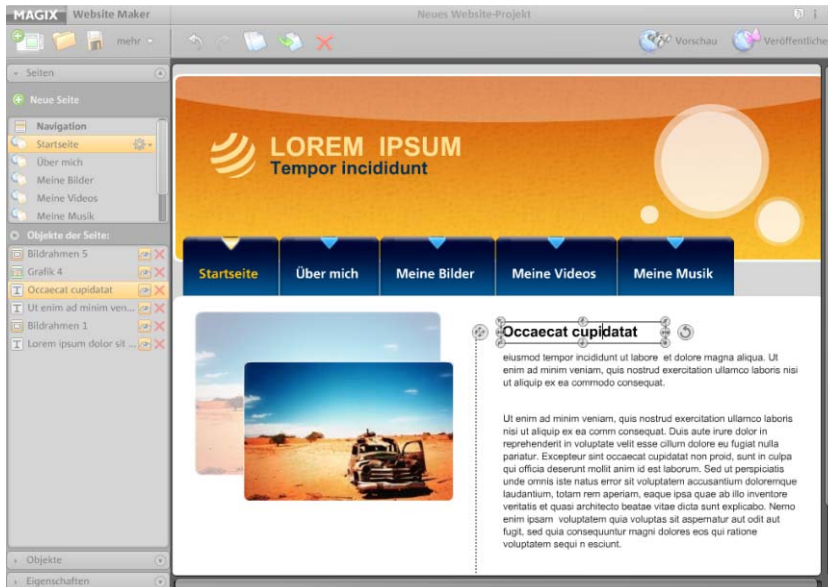 MAGIX Website Maker
Neues Website-Projekt
mehr
Vorschau
Veröffentliche
Seiten
Neue Seite
Navigation
Startseite
Über mich
Meine Bilder
Meine Videos
Meine Musik
Objekte der Seite:
Bildrahmen 5
Grafik 4
Occaecat cupidatat
Ut enim ad minim ven...
Bildrahmen 1
Lorem ipsum dolor sit ...
Objekte
Eigenschaften
LOREM IPSUM
Tempor incididunt
Startseite
Über mich
Meine Bilder
Meine Videos
Meine Musik
Occaecat cupidatat
eiusmod tempor incididunt ut labore et dolore magna aliqua. Ut
enim ad minim veniam, quis nostrud exercitation ullamco laboris nisi
ut aliquip ex ea commodo consequat.
Ut enim ad minim veniam, quis nostrud exercitation ullamco laboris
nisi ut aliquip ex ea comm consequat. Duis aute irure dolor in
reprehenderit in voluptate velit esse cillum dolore eu fugiat nulla
pariatur. Excepteur sint occaecat cupidatat non proid, sunt in culpa
qui officia deserunt mollit anim id est laborum. Sed ut perspiciatis
unde omnis iste natus error sit voluptatem accusantium doloremque
laudantium, totam rem aperiam, eaque ipsa quae ab illo inventore
veritatis et quasi architecto beatae vitae dicta sunt explicabo. Nemo
enim ipsam voluptatem quia voluptas sit aspernatur aut odit aut
fugit, sed quia consequuntur magni dolores eos qui ratione
voluptatem sequi n esciunt.